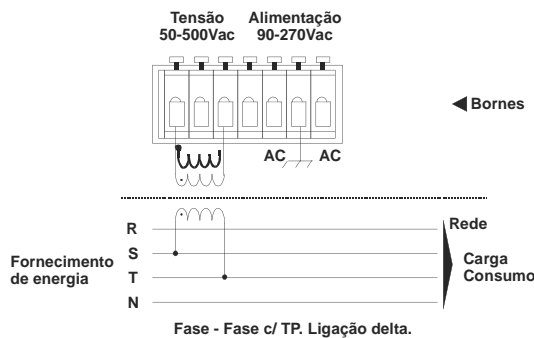 Tensão Alimentação
50-500Vac 90-270Vac
Bornes
AC AC
R
S
T
N
Fornecimento
de energia
Rede
Carga
Consumo
Fase - Fase c/ TP. Ligação delta.